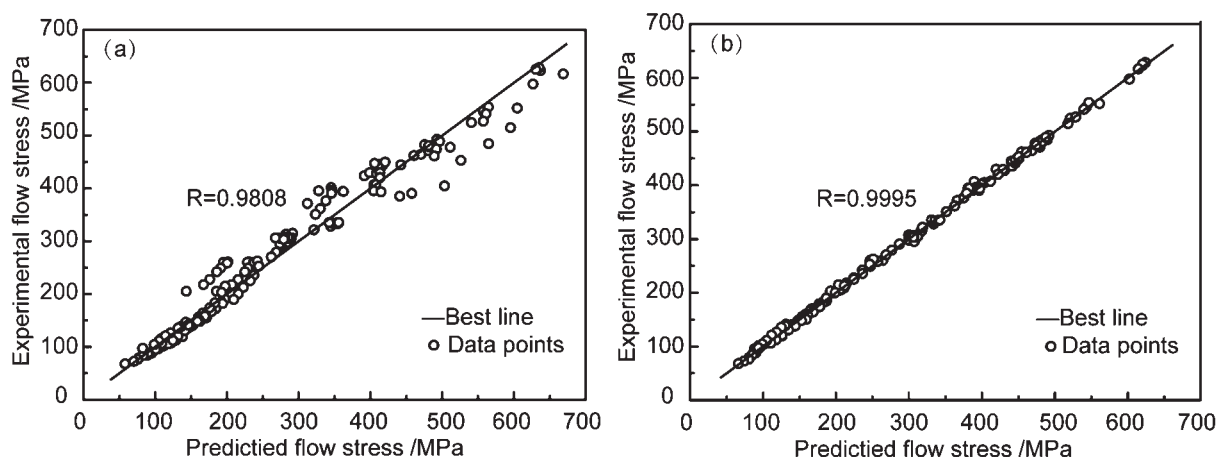 (a)
Experimental flow stress /MPa
700
600
500
400
300
200
100
0
R=0.9808
Best line
Data points
0 100 200 300 400 500 600 700
Predictied flow stress /MPa
(b)
Experimental flow stress /MPa
700
600
500
400
300
200
100
0
R=0.9995
Best line
Data points
0 100 200 300 400 500 600 700
Predictied flow stress /MPa